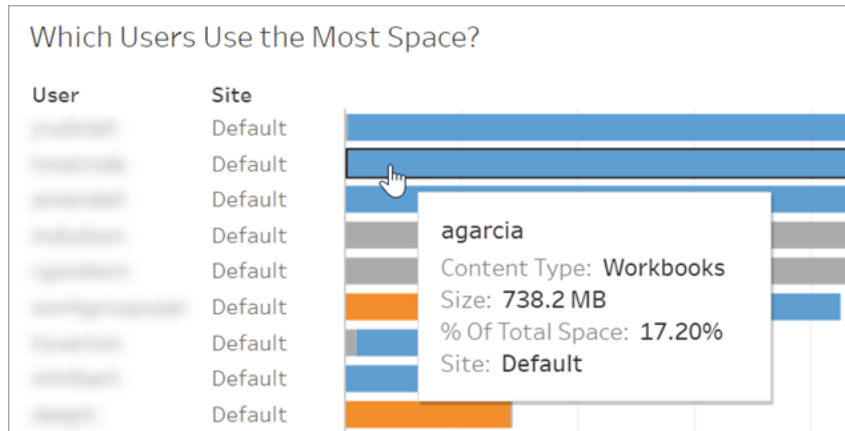 Which Users Use the Most Space?
User Site
Default
Default
Default
Default
Default
Default
Default
Default
Default
agarcia
Content Type: Workbooks
Size: 738.2 MB
% Of Total Space: 17.20%
Site: Default